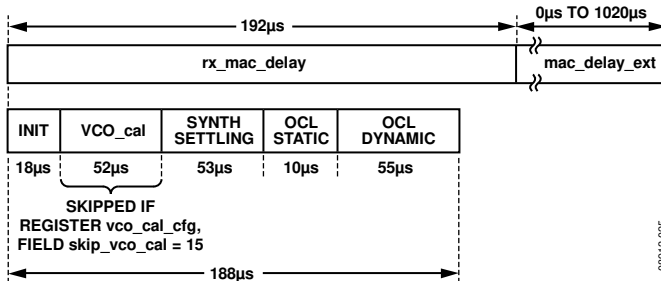 192µs
0µs TO 1020µs
rx_mac_delay
mac_delay_ext
INIT
VCO_cal
SYNTH
SETTLING
OCL
STATIC
OCL
DYNAMIC
18µs
52µs
53µs
10µs
55µs
SKIPPED IF
REGISTER vco_cal_cfg,
FIELD skip_vco_cal = 15
188µs